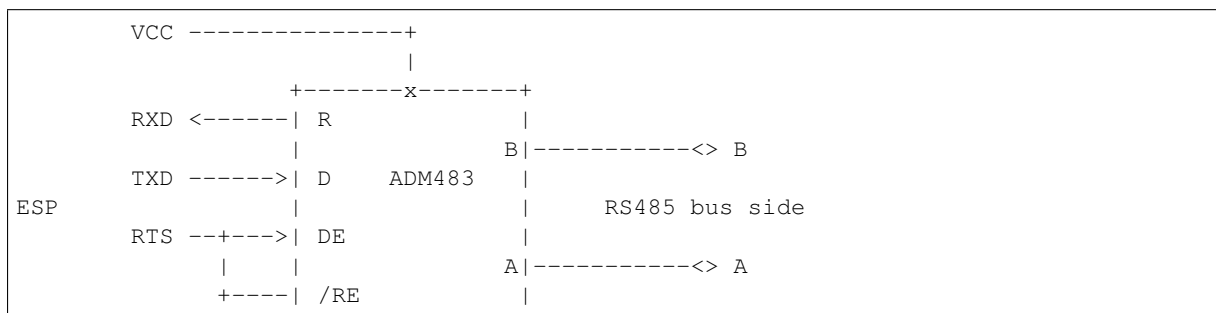 VCC ---------------+
|
+-------x-------+
RXD <------| R |
| B|-----------<> B
TXD ------>| D ADM483 |
ESP | | RS485 bus side
RTS --+--->| DE |
| | A|-----------<> A
+----| /RE |